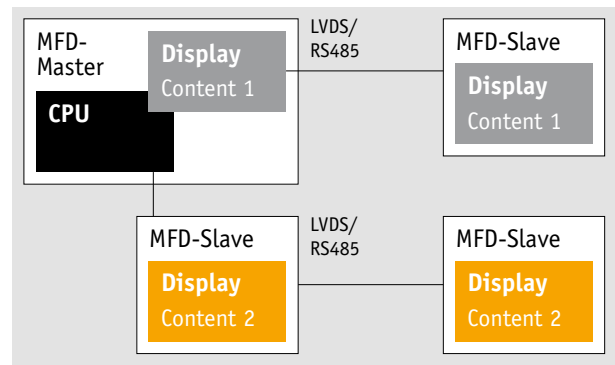 MFD-
Master
Display
Content 1
CPU
LVDS/
RS485
MFD-Slave
Display
Content 1
MFD-Slave
Display
Content 2
LVDS/
RS485
MFD-Slave
Display
Content 2